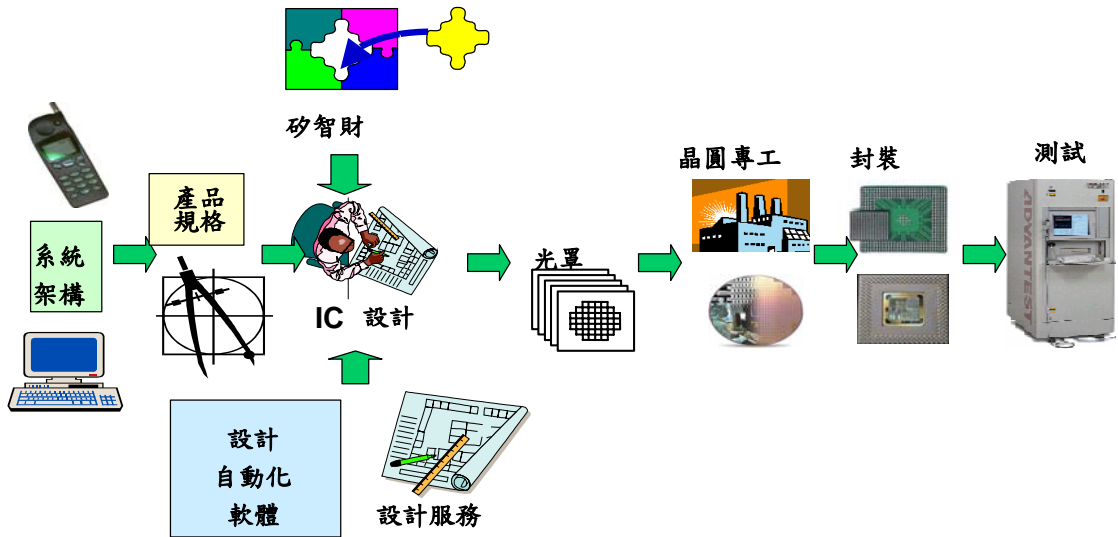 矽智財
晶圓專工
封裝
測試
產品
規格
系統
架構
光罩
IC 設計
設計
自動化
軟體
設計服務
ADVANTEST